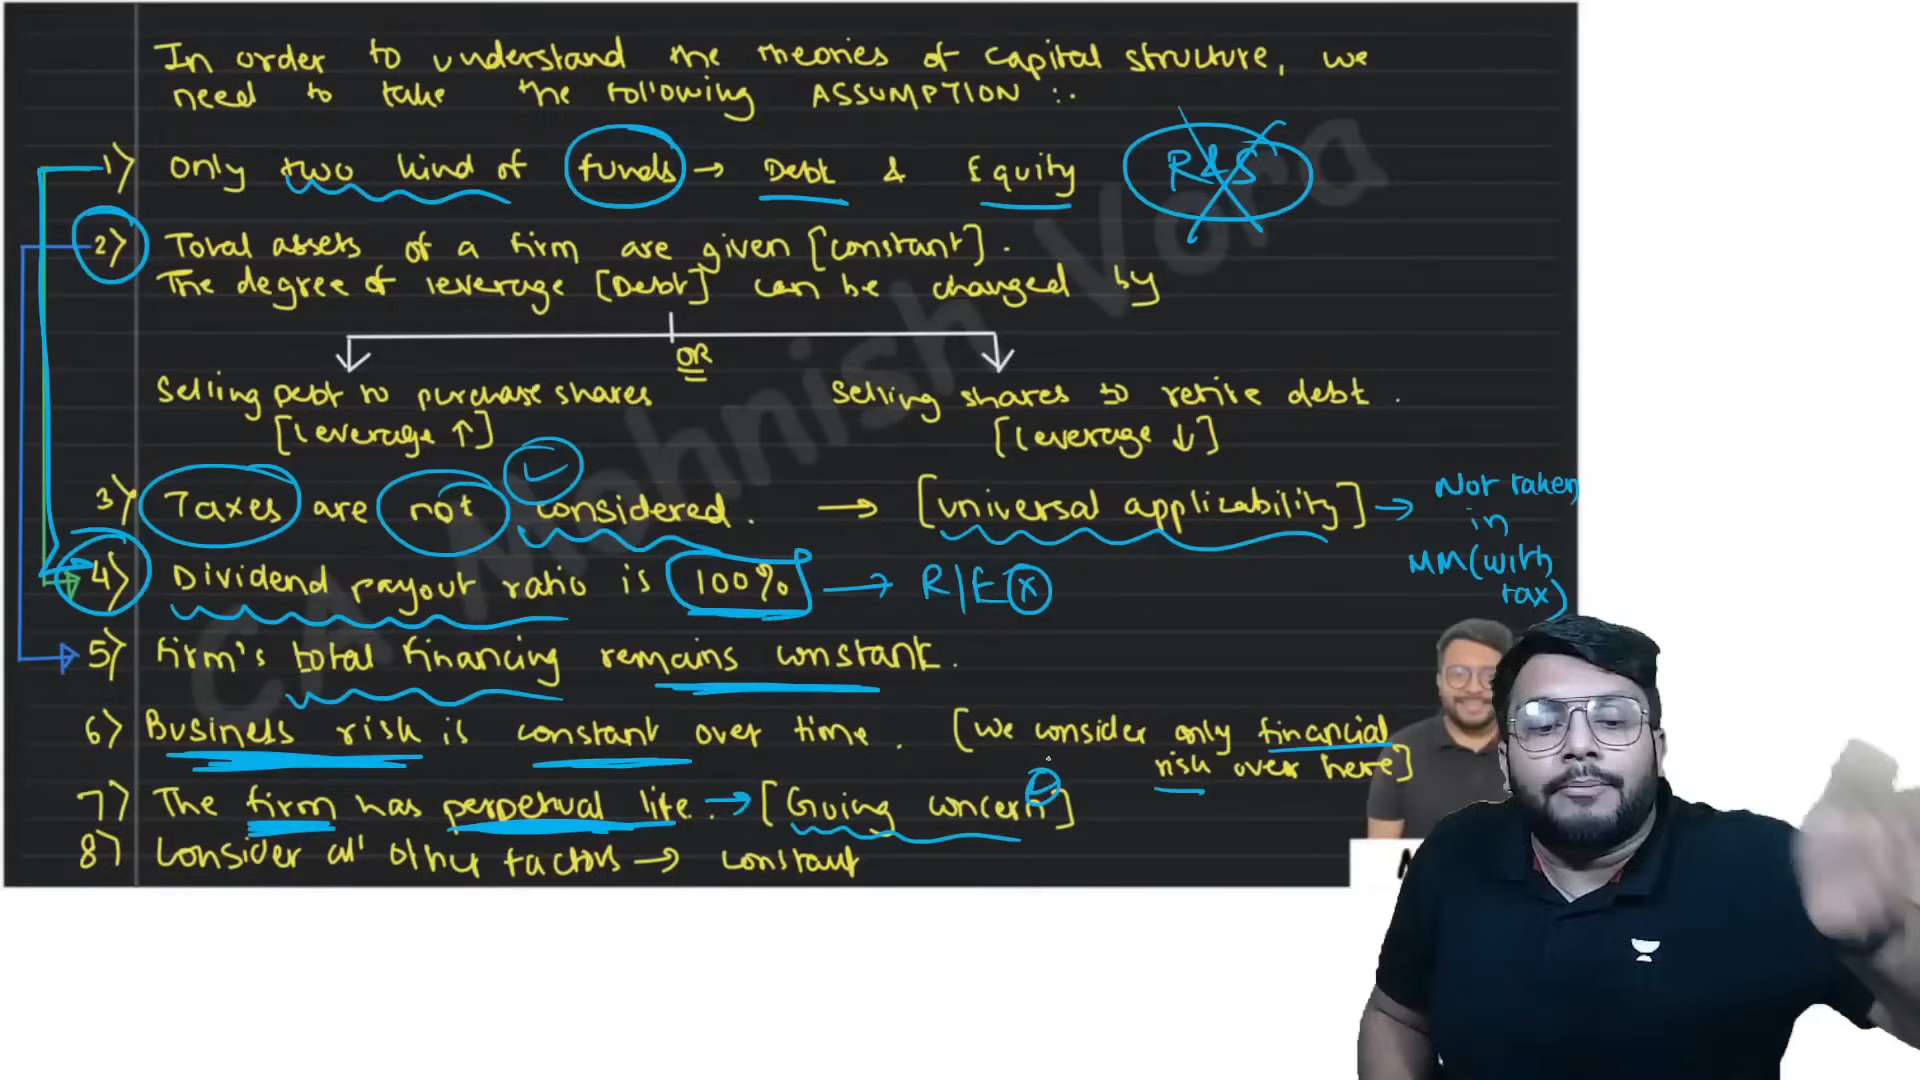 In order to understand the theories of capital structure, we
need to take the following ASSUMPTION :.
1) Only two kind of funds → Debt & Equity R&S
2) Total assets of a firm are given [constant].
The degree of leverage [Debt] can be changed by
OR
Selling Debt to purchase shares Selling shares to retire debt.
[leverage ↑] [leverage ↓]
3) Taxes are not considered. → [universal applicability] → Not taken
in
MM (with
tax)
4) Dividend payout ratio is 100% → R/E (x)
5) firm's total financing remains constant.
6) Business risk is constant over time. [we consider only financial
risk over here]
7) The firm has perpetual life. → [Going concern]
8) Consider all other factors → constant
CA Mohnish Vora